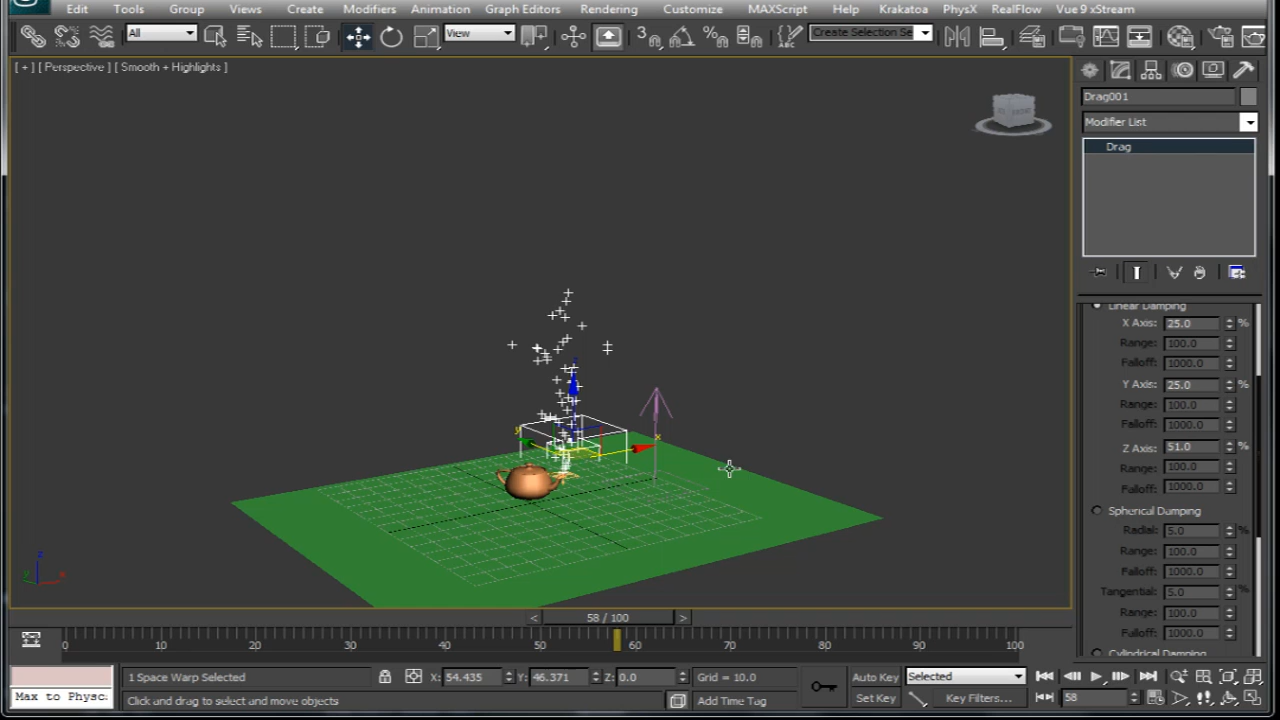 Edit Tools Group Views Create Modifiers Animation Graph Editors Rendering Customize MAXScript Help Krakatoa PhysX RealFlow Vue 9 xStream
All View 3 Create Selection Se
[ + ] [ Perspective ] [ Smooth + Highlights ]
Drag001
Modifier List
Drag
Linear Damping
X Axis: 25.0 %
Range: 100.0
Falloff: 1000.0
Y Axis: 25.0 %
Range: 100.0
Falloff: 1000.0
Z Axis: 51.0 %
Range: 100.0
Falloff: 1000.0
Spherical Damping
Radial: 5.0 %
Range: 100.0
Falloff: 1000.0
Tangential: 5.0 %
Range: 100.0
Falloff: 1000.0
Cylindrical Damping
y x z
z y x
< 58 / 100 >
0 10 20 30 40 50 60 70 80 90 100
1 Space Warp Selected X: 54.435 Y: 46.371 Z: 0.0 Grid = 10.0 Auto Key Selected
Max to Physc. Click and drag to select and move objects Add Time Tag Set Key Key Filters... 58